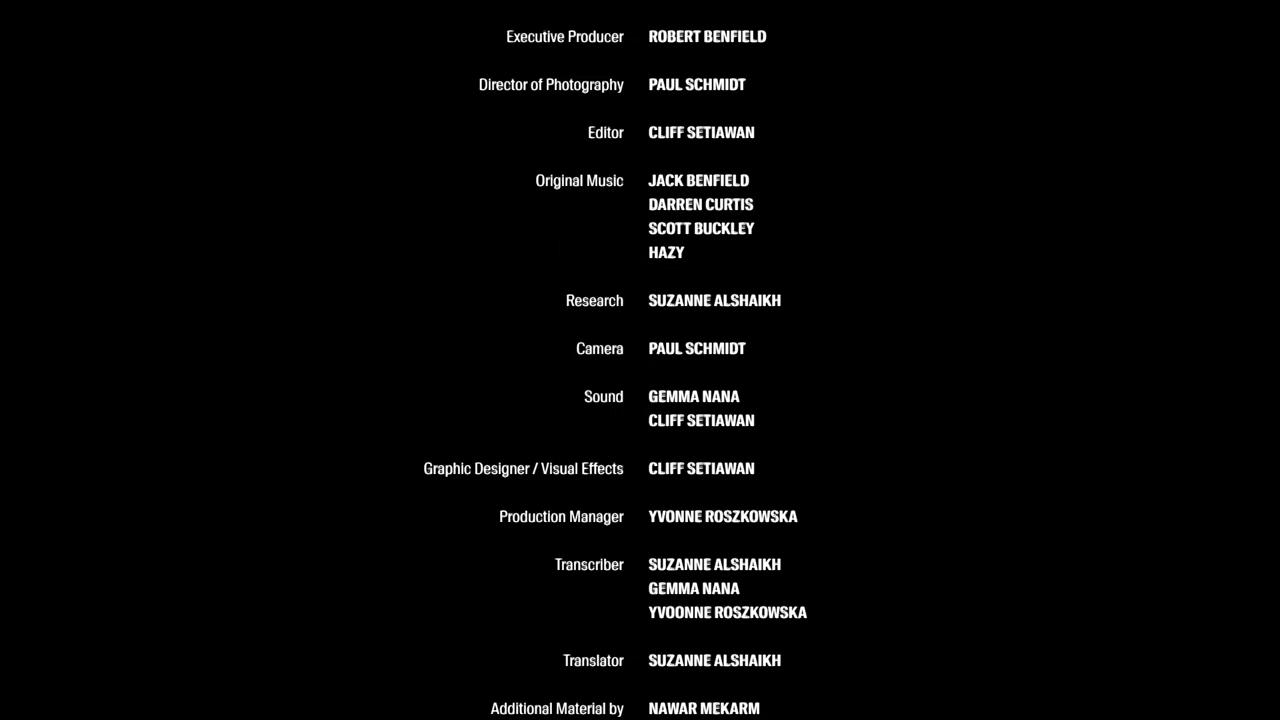 Executive Producer ROBERT BENFIELD
Director of Photography PAUL SCHMIDT
Editor CLIFF SETIAWAN
Original Music JACK BENFIELD
DARREN CURTIS
SCOTT BUCKLEY
HAZY
Research SUZANNE ALSHAIKH
Camera PAUL SCHMIDT
Sound GEMMA NANA
CLIFF SETIAWAN
Graphic Designer / Visual Effects CLIFF SETIAWAN
Production Manager YVONNE ROSZKOWSKA
Transcriber SUZANNE ALSHAIKH
GEMMA NANA
YVOONNE ROSZKOWSKA
Translator SUZANNE ALSHAIKH
Additional Material by NAWAR MEKARM